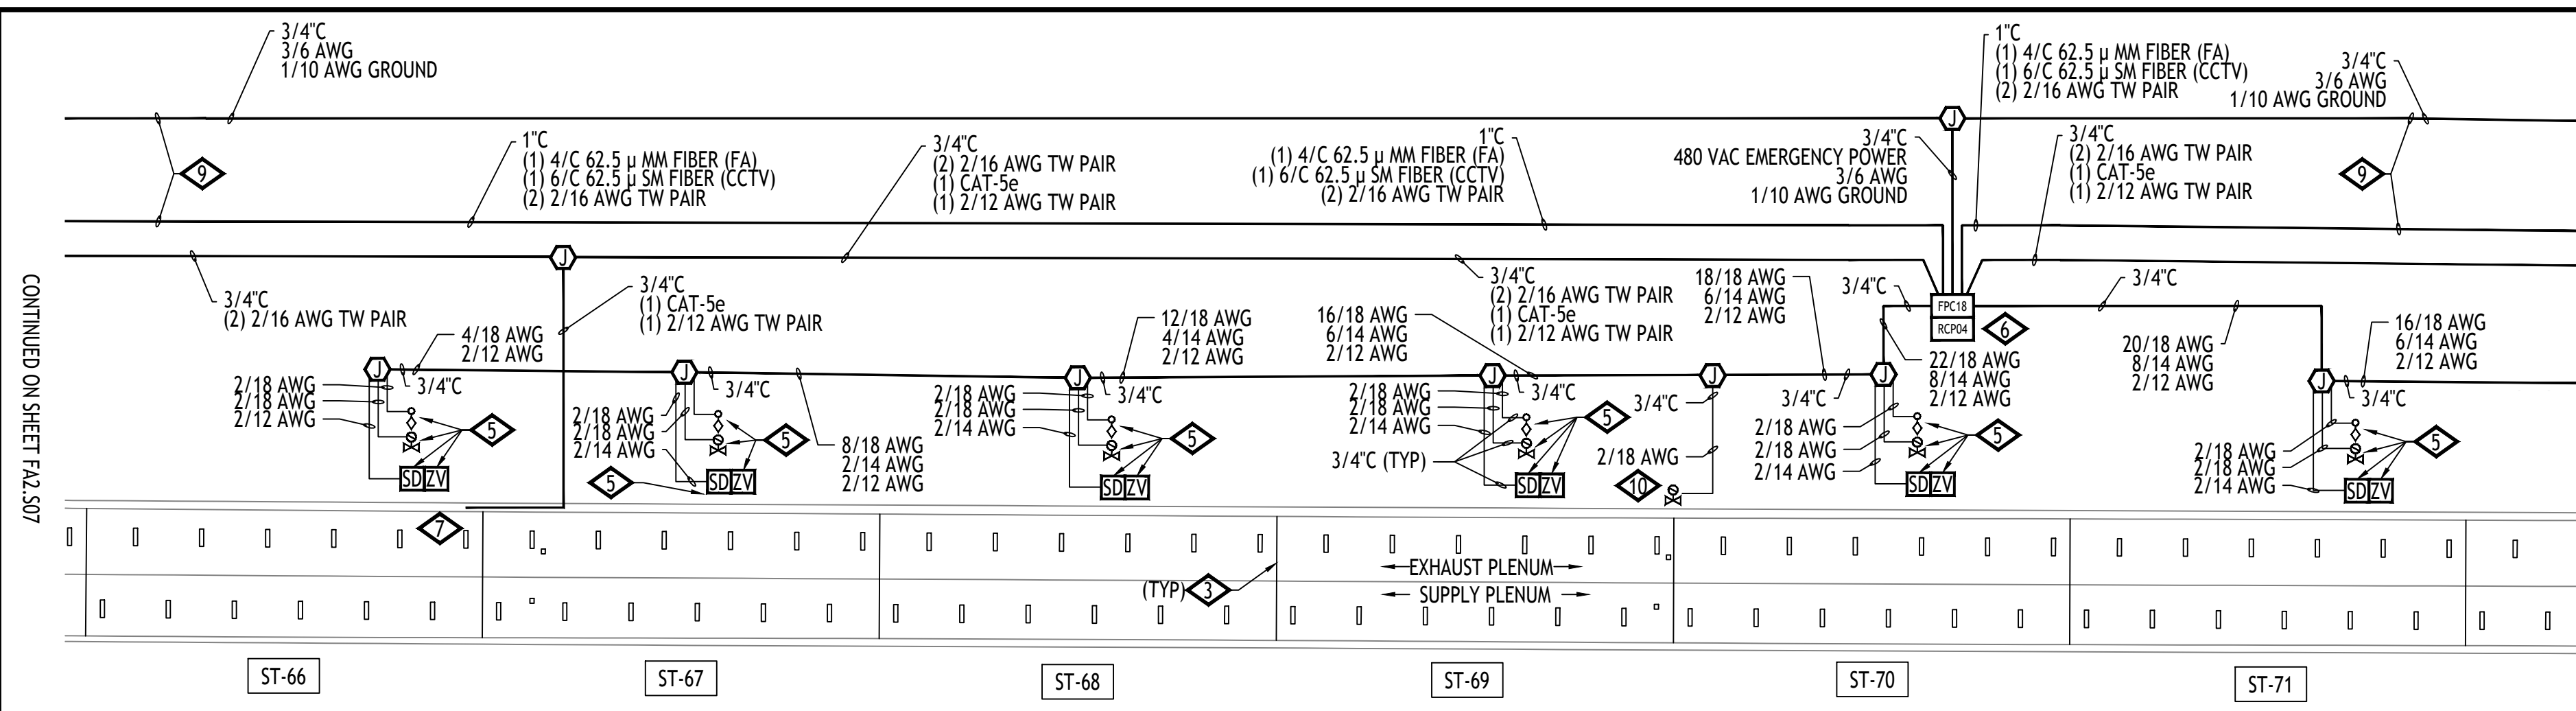 3/4"C
3/6 AWG
1/10 AWG GROUND
1"C
(1) 4/C 62.5 µ MM FIBER (FA)
(1) 6/C 62.5 µ SM FIBER (CCTV)
(2) 2/16 AWG TW PAIR
3/4"C
3/6 AWG
1/10 AWG GROUND
J
9
1"C
(1) 4/C 62.5 µ MM FIBER (FA)
(1) 6/C 62.5 µ SM FIBER (CCTV)
(2) 2/16 AWG TW PAIR
3/4"C
(2) 2/16 AWG TW PAIR
(1) CAT-5e
(1) 2/12 AWG TW PAIR
1"C
(1) 4/C 62.5 µ MM FIBER (FA)
(1) 6/C 62.5 µ SM FIBER (CCTV)
(2) 2/16 AWG TW PAIR
3/4"C
480 VAC EMERGENCY POWER
3/6 AWG
1/10 AWG GROUND
3/4"C
(2) 2/16 AWG TW PAIR
(1) CAT-5e
(1) 2/12 AWG TW PAIR
9
J
CONTINUED ON SHEET FA2.S07
3/4"C
(2) 2/16 AWG TW PAIR
3/4"C
(1) CAT-5e
(1) 2/12 AWG TW PAIR
3/4"C
(2) 2/16 AWG TW PAIR
(1) CAT-5e
(1) 2/12 AWG TW PAIR
4/18 AWG
2/12 AWG
12/18 AWG
4/14 AWG
2/12 AWG
16/18 AWG
6/14 AWG
2/12 AWG
18/18 AWG
6/14 AWG
2/12 AWG
3/4"C
FPC18
RCP04
6
3/4"C
22/18 AWG
8/14 AWG
2/12 AWG
20/18 AWG
8/14 AWG
2/12 AWG
16/18 AWG
6/14 AWG
2/12 AWG
J
3/4"C
2/18 AWG
2/18 AWG
2/12 AWG
5
SD ZV
J
3/4"C
2/18 AWG
2/18 AWG
2/14 AWG
5
5
SD ZV
8/18 AWG
2/14 AWG
2/12 AWG
J
3/4"C
2/18 AWG
2/18 AWG
2/14 AWG
5
SD ZV
J
3/4"C
2/18 AWG
2/18 AWG
2/14 AWG
3/4"C (TYP)
5
SD ZV
J
3/4"C
2/18 AWG
10
J
3/4"C
2/18 AWG
2/18 AWG
2/14 AWG
5
SD ZV
J
3/4"C
2/18 AWG
2/18 AWG
2/14 AWG
5
SD ZV
7
(TYP) 3
EXHAUST PLENUM
SUPPLY PLENUM
ST-66
ST-67
ST-68
ST-69
ST-70
ST-71